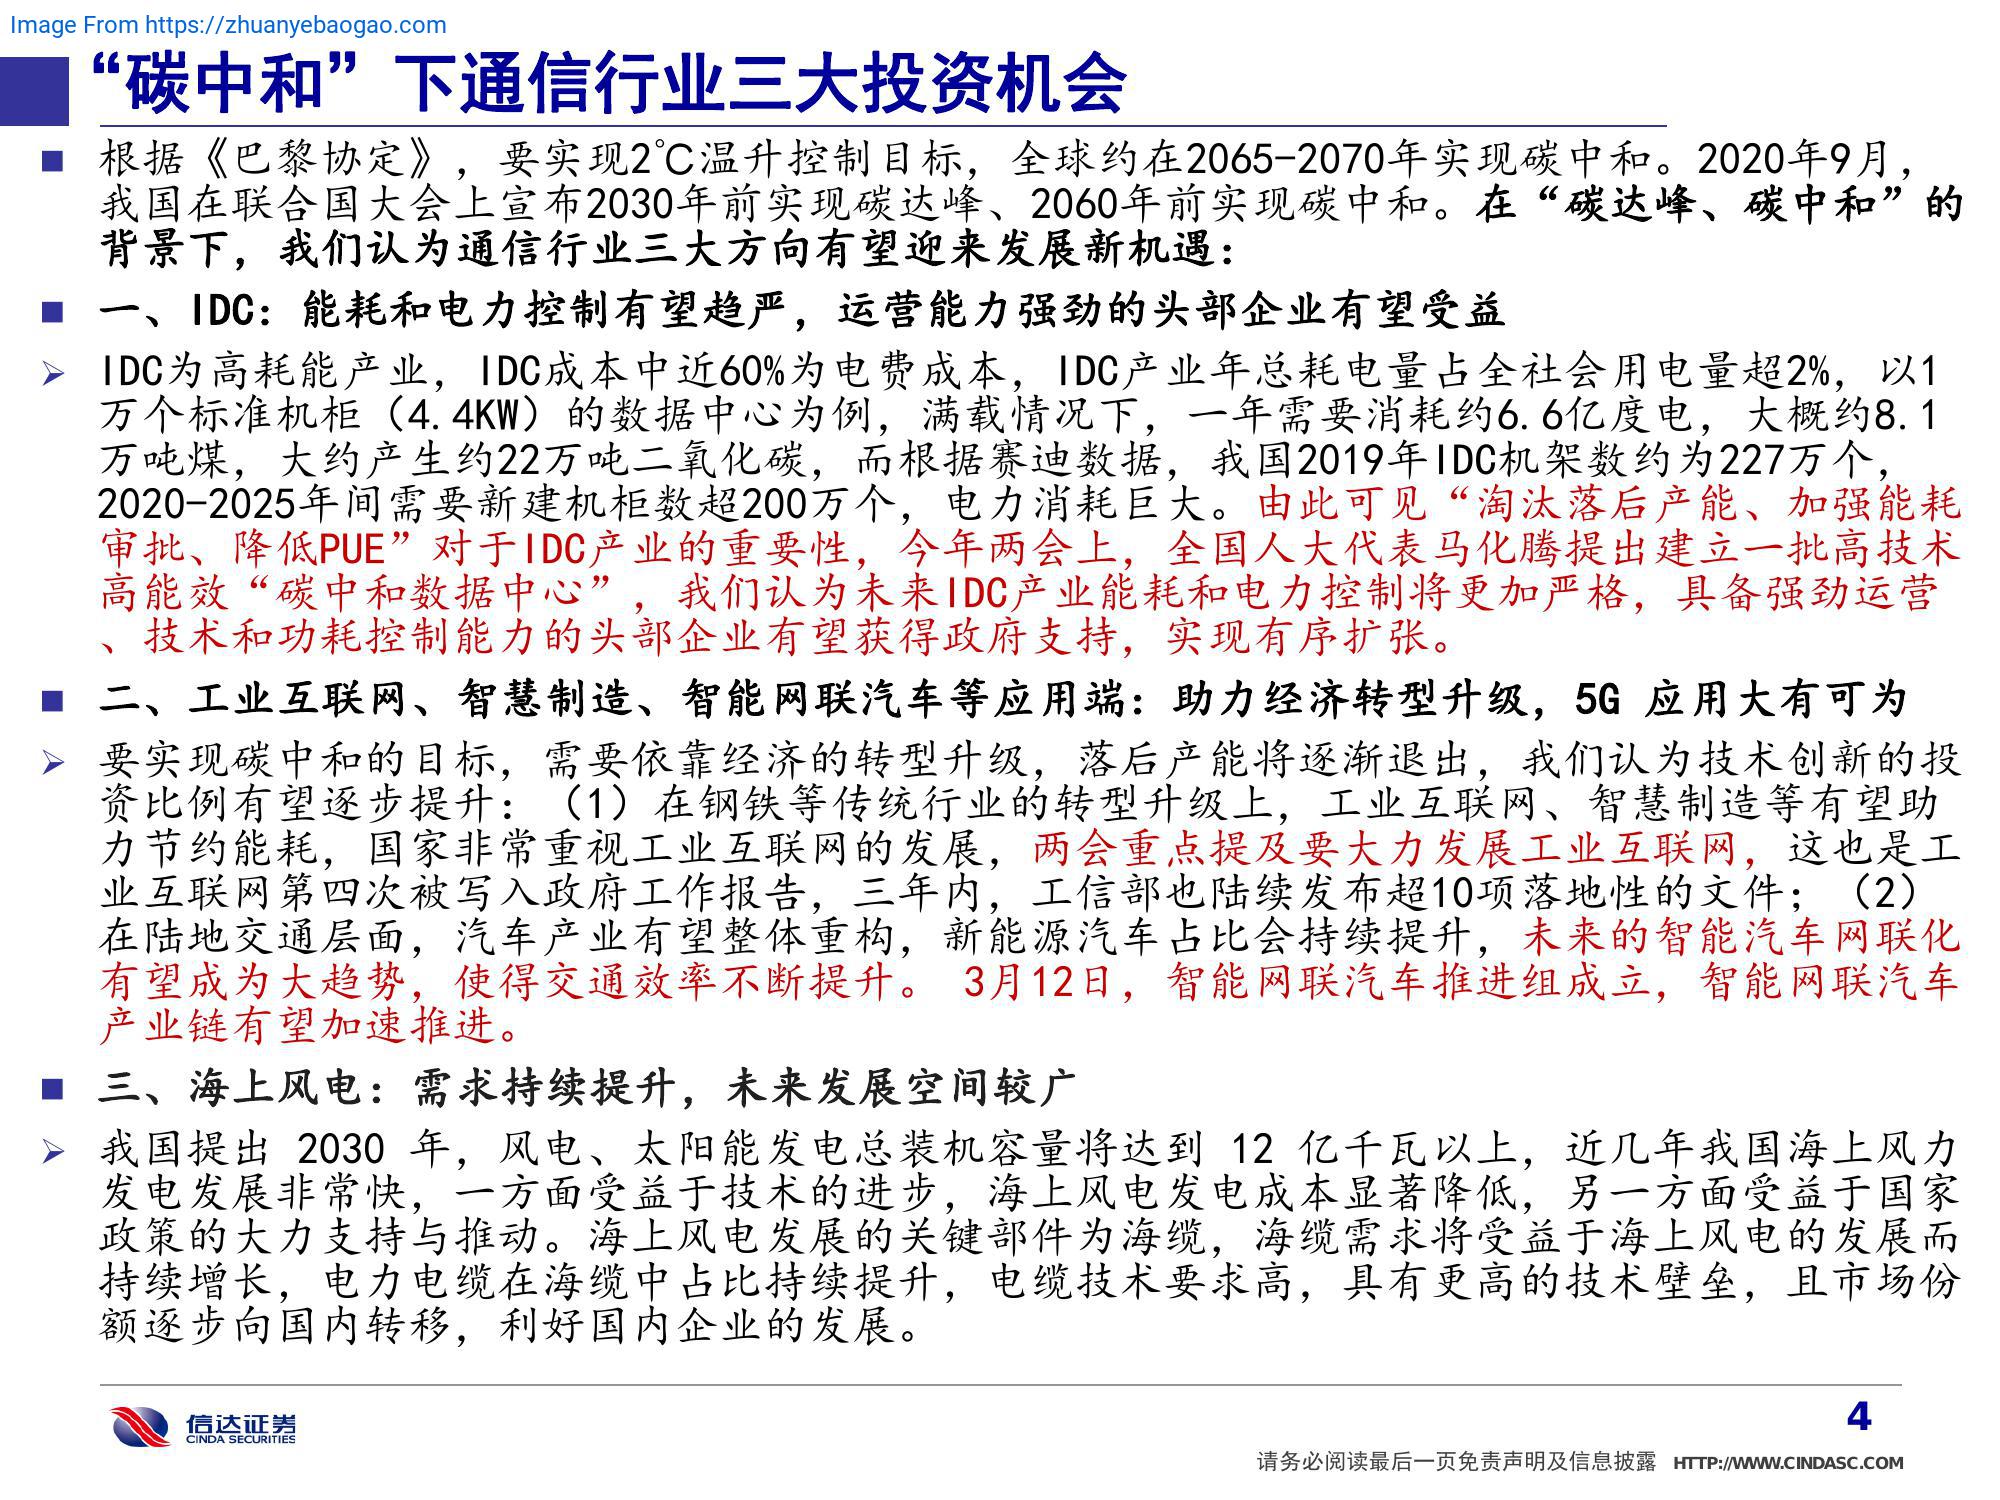 Image From https://zhuanyebaogao.com
“碳中和”下通信行业三大投资机会
根据《巴黎协定》，要实现2℃温升控制目标，全球约在2065-2070年实现碳中和。2020年9月，
我国在联合国大会上宣布2030年前实现碳达峰、2060年前实现碳中和。在“碳达峰、碳中和”的
背景下，我们认为通信行业三大方向有望迎来发展新机遇：
一、IDC：能耗和电力控制有望趋严，运营能力强劲的头部企业有望受益
IDC为高耗能产业，IDC成本中近60%为电费成本，IDC产业年总耗电量占全社会用电量超2%，以1
万个标准机柜（4.4KW）的数据中心为例，满载情况下，一年需要消耗约6.6亿度电，大概约8.1
万吨煤，大约产生约22万吨二氧化碳，而根据赛迪数据，我国2019年IDC机架数约为227万个，
2020-2025年间需要新建机柜数超200万个，电力消耗巨大。由此可见“淘汰落后产能、加强能耗
审批、降低PUE”对于IDC产业的重要性，今年两会上，全国人大代表马化腾提出建立一批高技术
高能效“碳中和数据中心”，我们认为未来IDC产业能耗和电力控制将更加严格，具备强劲运营
、技术和功耗控制能力的头部企业有望获得政府支持，实现有序扩张。
二、工业互联网、智慧制造、智能网联汽车等应用端：助力经济转型升级，5G 应用大有可为
要实现碳中和的目标，需要依靠经济的转型升级，落后产能将逐渐退出，我们认为技术创新的投
资比例有望逐步提升：（1）在钢铁等传统行业的转型升级上，工业互联网、智慧制造等有望助
力节约能耗，国家非常重视工业互联网的发展，两会重点提及要大力发展工业互联网，这也是工
业互联网第四次被写入政府工作报告，三年内，工信部也陆续发布超10项落地性的文件；（2）
在陆地交通层面，汽车产业有望整体重构，新能源汽车占比会持续提升，未来的智能汽车网联化
有望成为大趋势，使得交通效率不断提升。 3月12日，智能网联汽车推进组成立，智能网联汽车
产业链有望加速推进。
三、海上风电：需求持续提升，未来发展空间较广
我国提出 2030 年，风电、太阳能发电总装机容量将达到 12 亿千瓦以上，近几年我国海上风力
发电发展非常快，一方面受益于技术的进步，海上风电发电成本显著降低，另一方面受益于国家
政策的大力支持与推动。海上风电发展的关键部件为海缆，海缆需求将受益于海上风电的发展而
持续增长，电力电缆在海缆中占比持续提升，电缆技术要求高，具有更高的技术壁垒，且市场份
额逐步向国内转移，利好国内企业的发展。
信达证券
CINDA SECURITIES
4
请务必阅读最后一页免责声明及信息披露 HTTP://WWW.CINDASC.COM